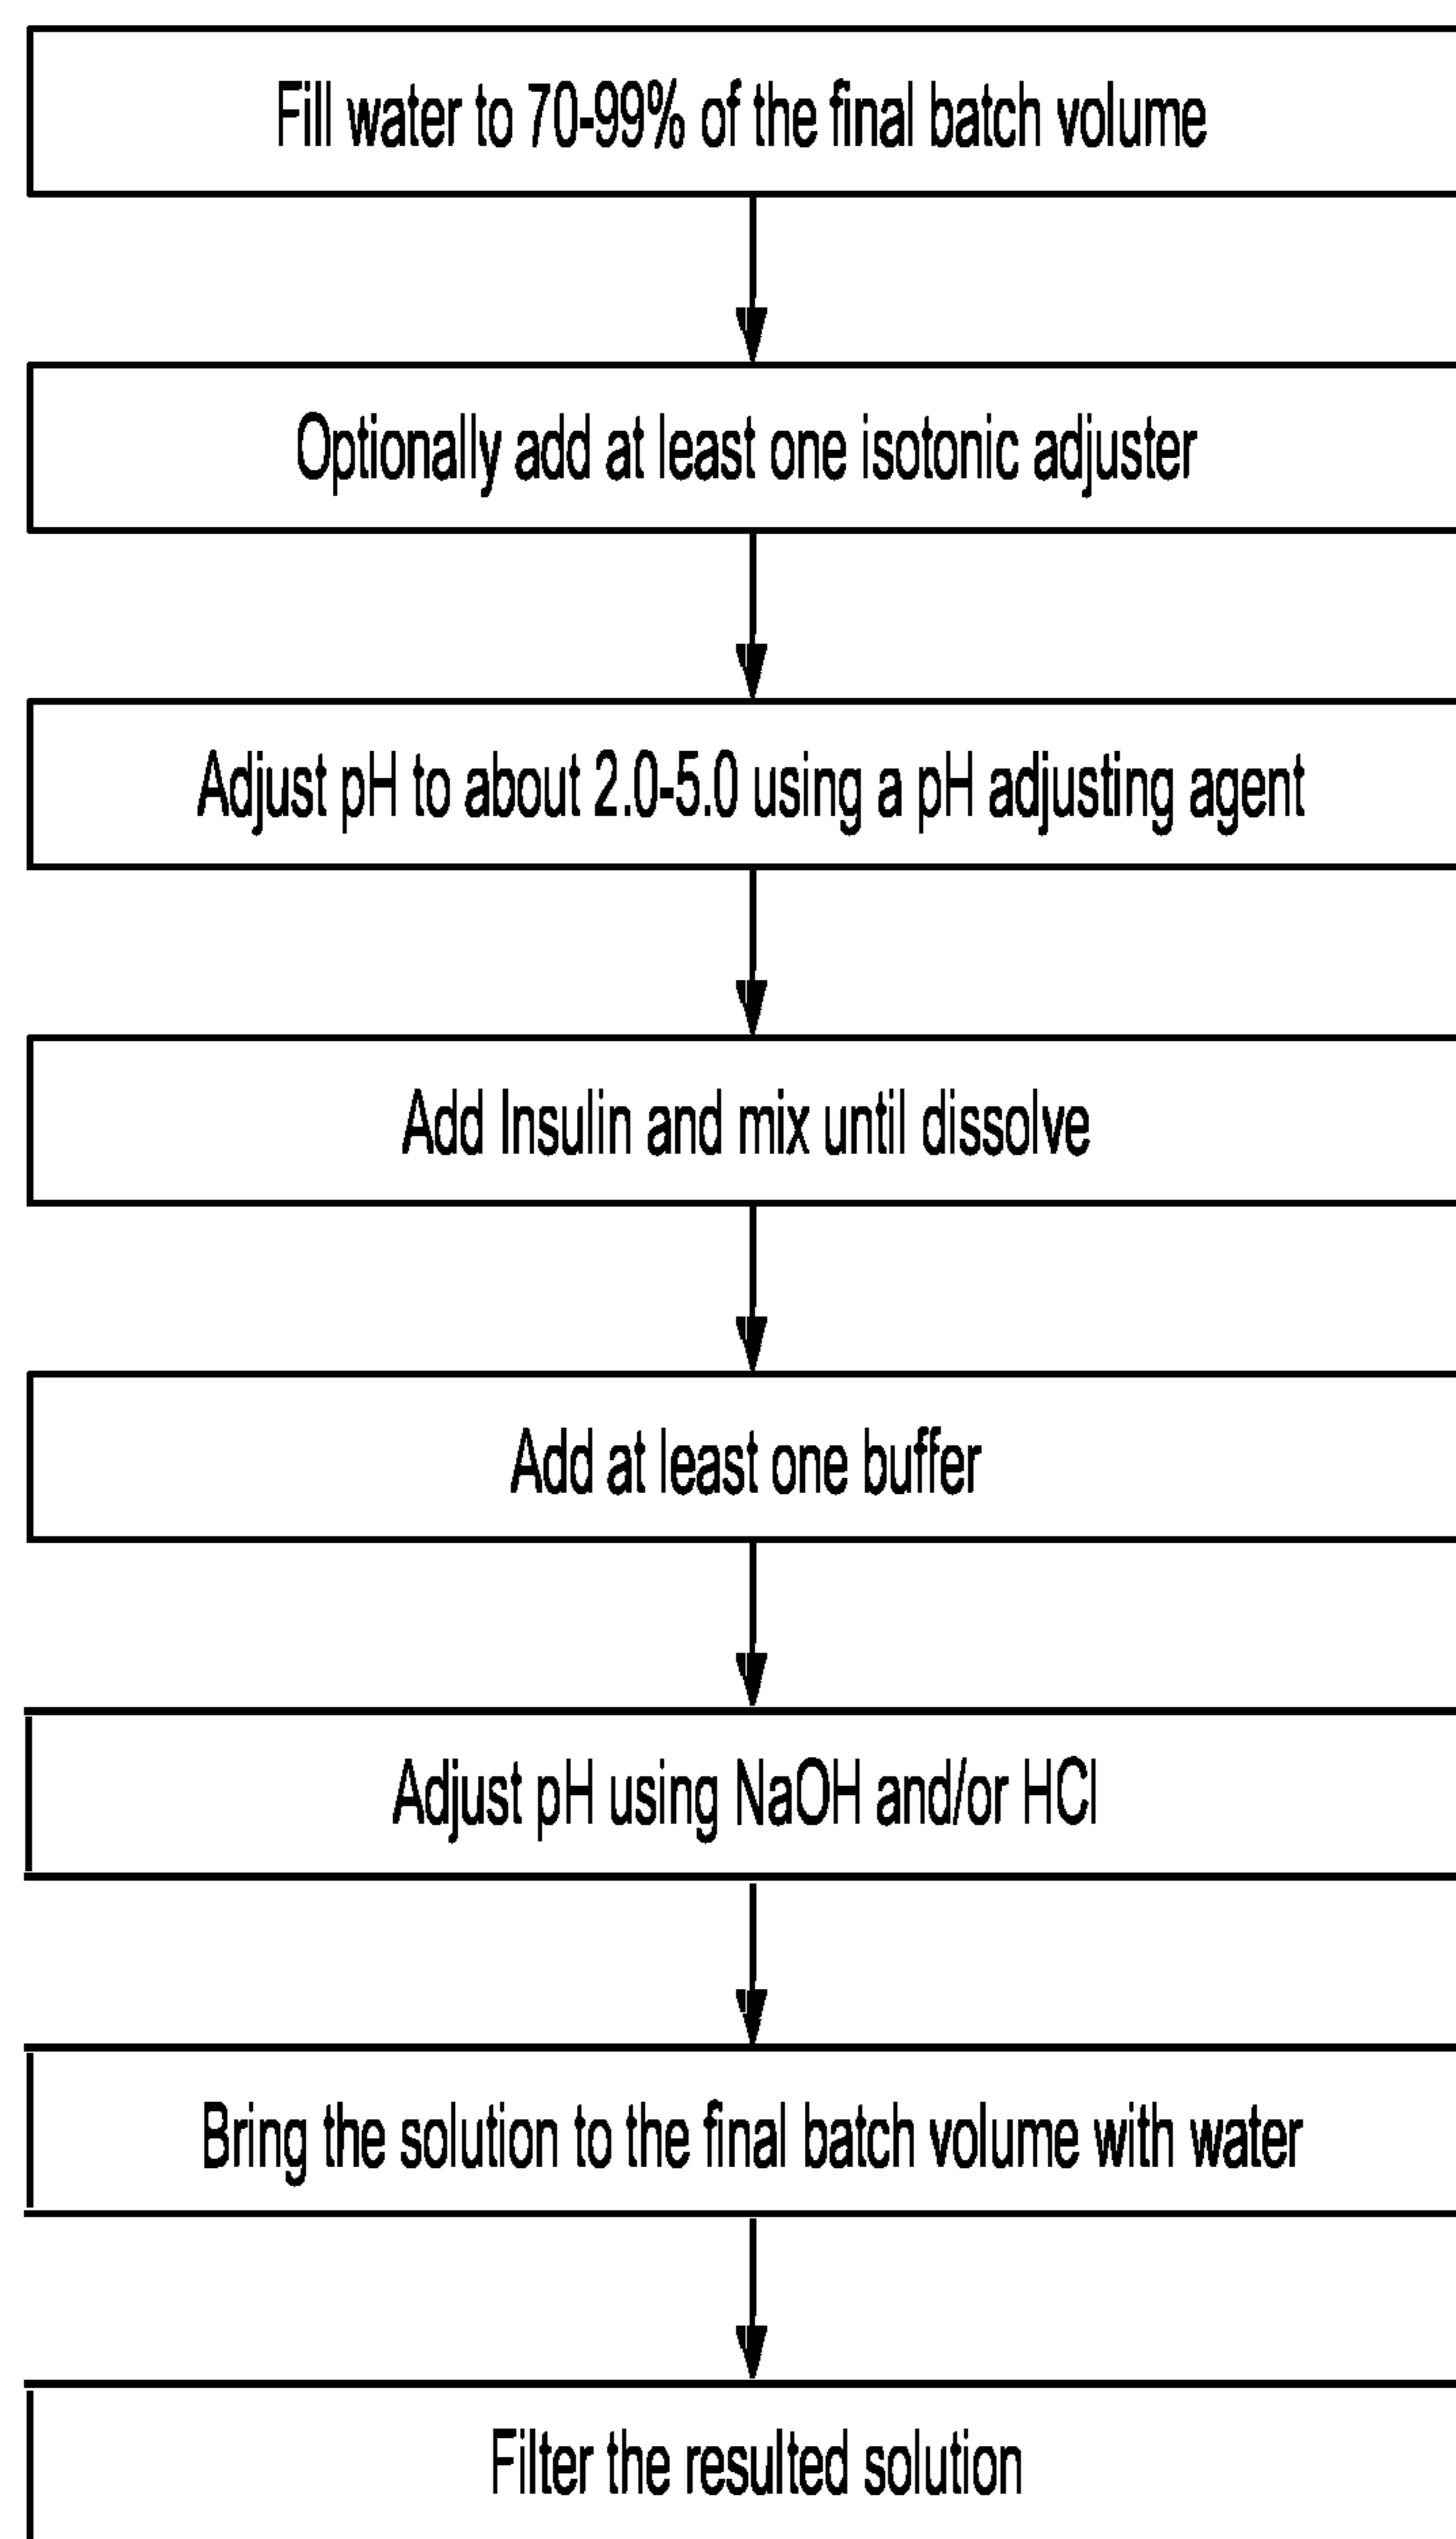 Fill water to 70-99% of the final batch volume
Optionally add at least one isotonic adjuster
Adjust pH to about 2.0-5.0 using a pH adjusting agent
Add Insulin and mix until dissolve
Add at least one buffer
Adjust pH using NaOH and/or HCl
Bring the solution to the final batch volume with water
Filter the resulted solution